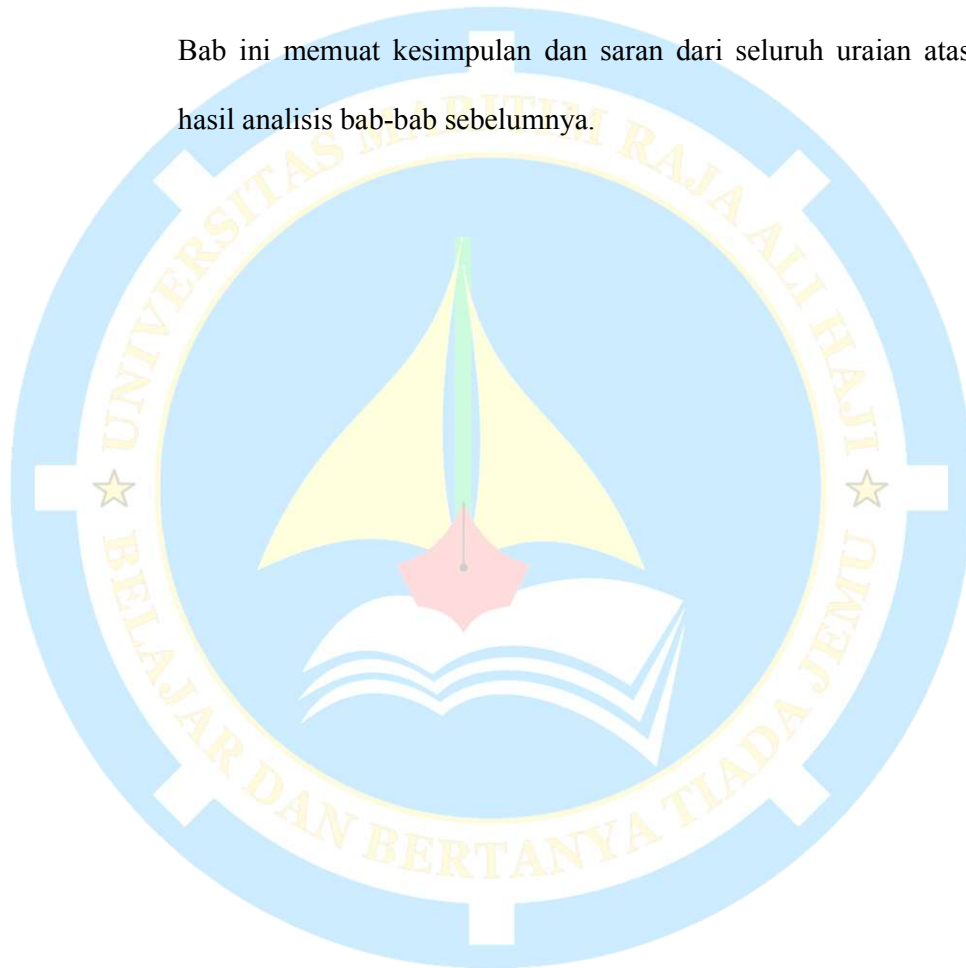 Bab ini memuat kesimpulan dan saran dari seluruh uraian atas
hasil analisis bab-bab sebelumnya.
UNIVERSITAS MARITIM RAJA ALI HAJI
BELAJAR DAN BERTANYA TIADA JEMU